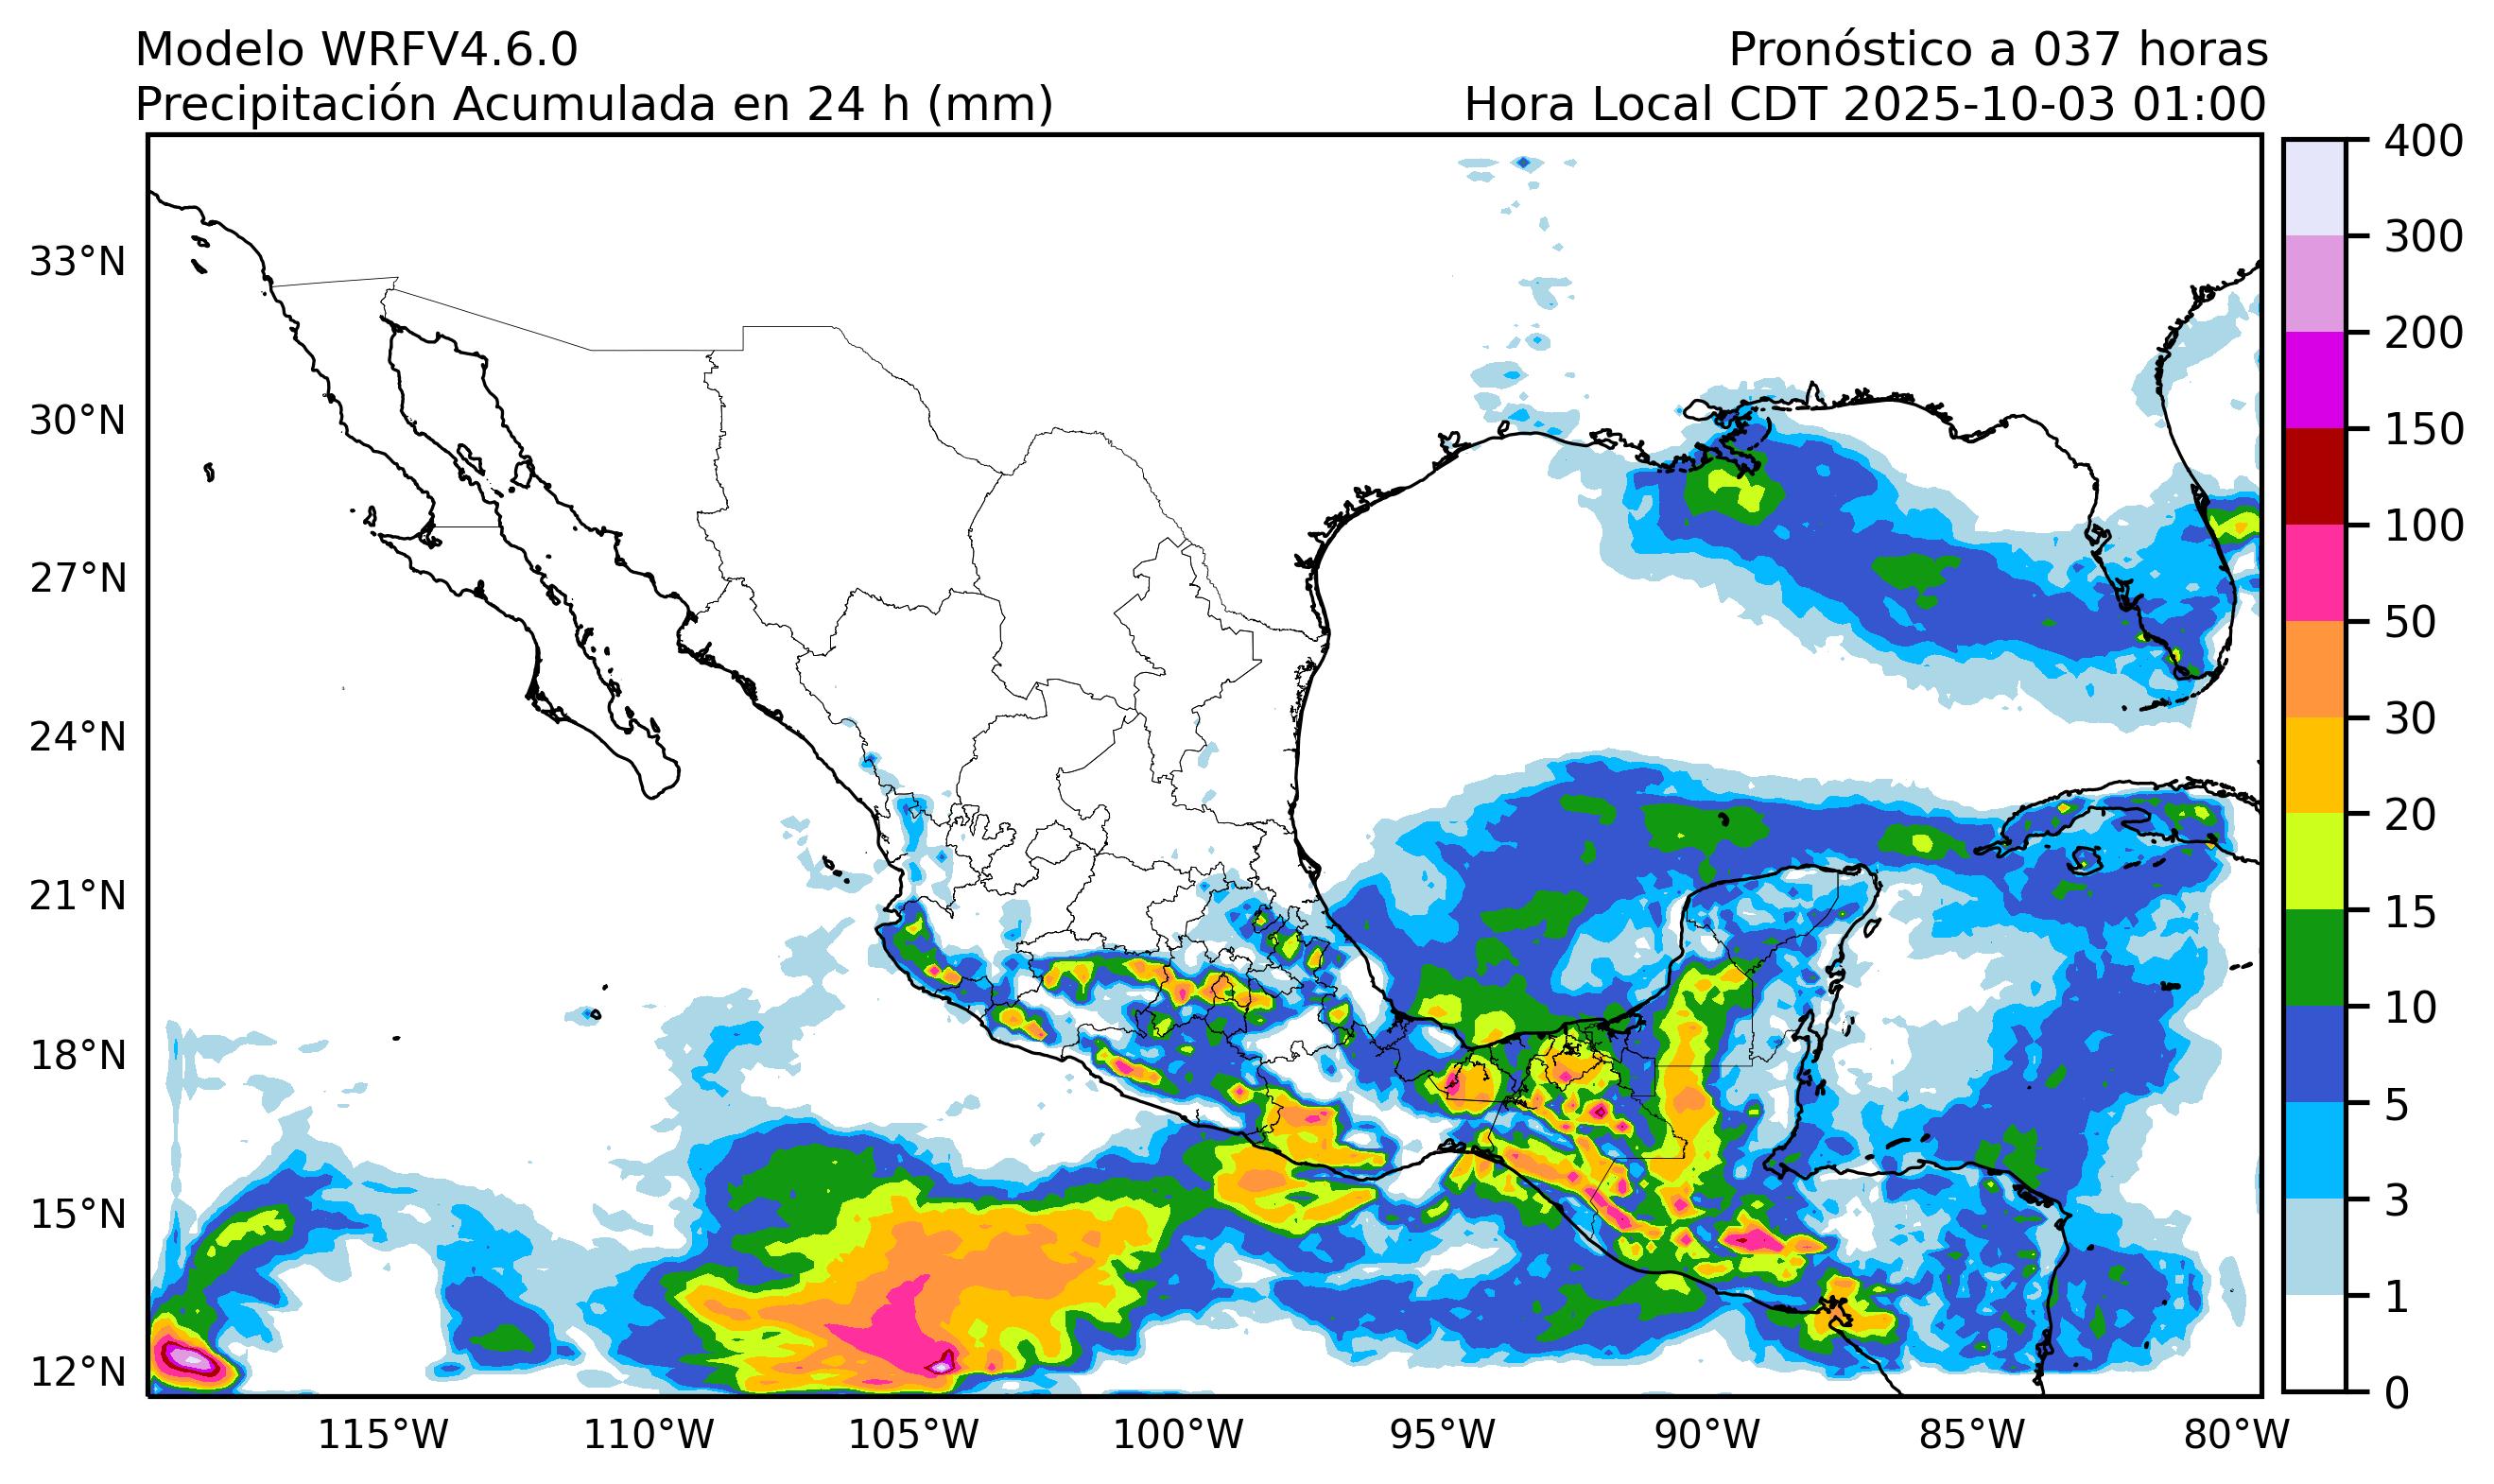 Modelo WRFV4.6.0
Pronóstico a 037 horas
Precipitación Acumulada en 24 h (mm)
Hora Local CDT 2025-10-03 01:00
33°N
30°N
27°N
24°N
21°N
18°N
15°N
12°N
115°W
110°W
105°W
100°W
95°W
90°W
85°W
80°W
400
300
200
150
100
50
30
20
15
10
5
3
1
0